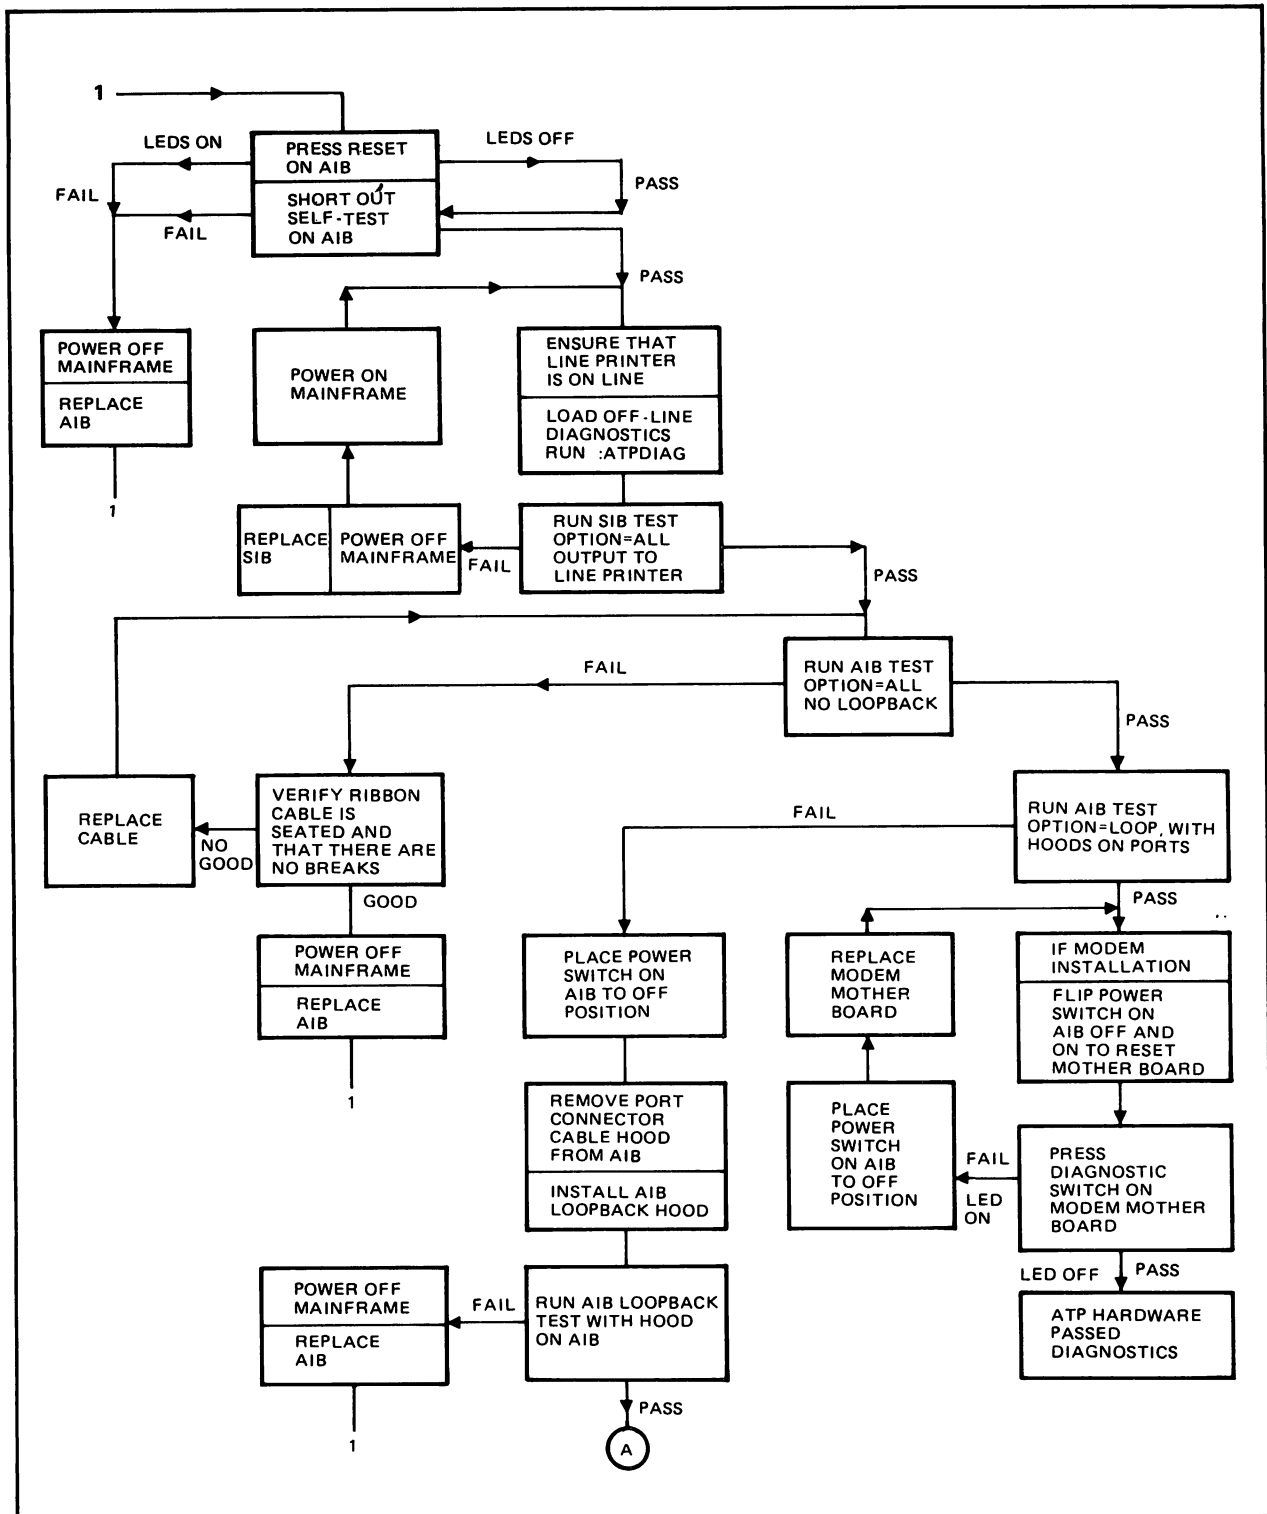 1
LEDS ON
LEDS OFF
PRESS RESET
ON AIB
FAIL
PASS
SHORT OUT
SELF-TEST
ON AIB
FAIL
PASS
POWER OFF
MAINFRAME
REPLACE
AIB
1
POWER ON
MAINFRAME
ENSURE THAT
LINE PRINTER
IS ON LINE
LOAD OFF-LINE
DIAGNOSTICS
RUN :ATPDIAG
REPLACE
SIB
POWER OFF
MAINFRAME
FAIL
RUN SIB TEST
OPTION=ALL
OUTPUT TO
LINE PRINTER
PASS
FAIL
RUN AIB TEST
OPTION=ALL
NO LOOPBACK
PASS
REPLACE
CABLE
NO
GOOD
VERIFY RIBBON
CABLE IS
SEATED AND
THAT THERE ARE
NO BREAKS
GOOD
FAIL
RUN AIB TEST
OPTION=LOOP, WITH
HOODS ON PORTS
PASS
POWER OFF
MAINFRAME
REPLACE
AIB
1
PLACE POWER
SWITCH ON
AIB TO OFF
POSITION
REPLACE
MODEM
MOTHER
BOARD
IF MODEM
INSTALLATION
FLIP POWER
SWITCH ON
AIB OFF AND
ON TO RESET
MOTHER BOARD
REMOVE PORT
CONNECTOR
CABLE HOOD
FROM AIB
INSTALL AIB
LOOPBACK HOOD
PLACE
POWER
SWITCH
ON AIB
TO OFF
POSITION
FAIL
LED
ON
PRESS
DIAGNOSTIC
SWITCH ON
MODEM MOTHER
BOARD
LED OFF
PASS
POWER OFF
MAINFRAME
REPLACE
AIB
1
FAIL
RUN AIB LOOPBACK
TEST WITH HOOD
ON AIB
PASS
A
ATP HARDWARE
PASSED
DIAGNOSTICS